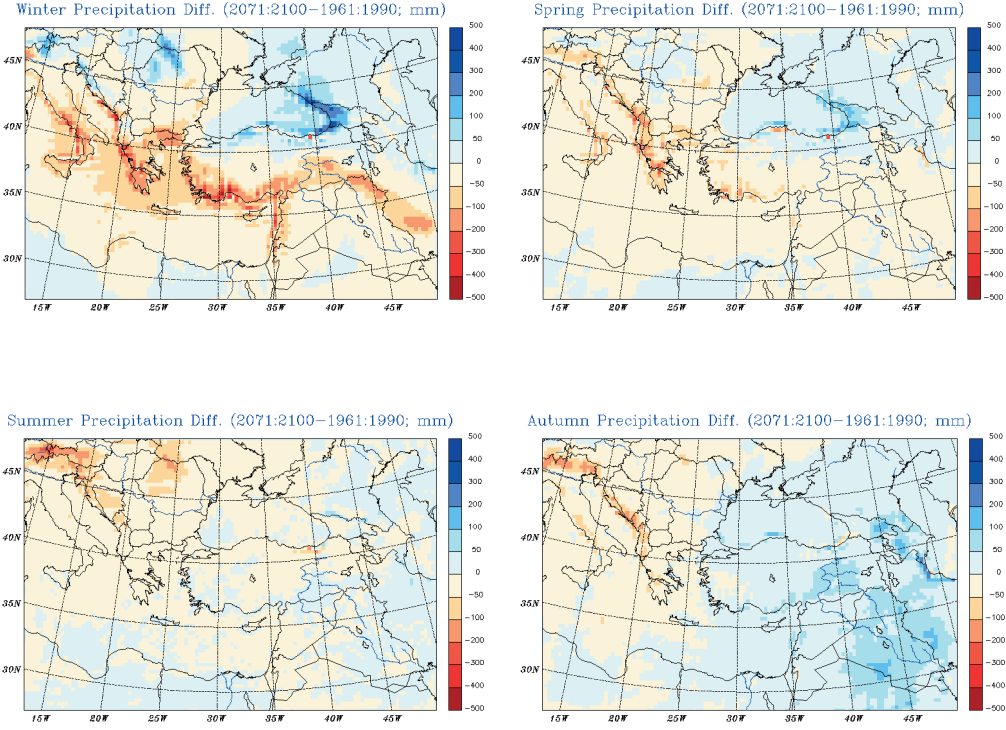 Winter Precipitation Diff. (2071:2100−1961:1990; mm)
45N
40N
35N
30N
15W 20W 25W 30W 35W 40W 45W
500
400
300
200
100
50
0
−50
−100
−200
−300
−400
−500
Spring Precipitation Diff. (2071:2100−1961:1990; mm)
45N
40N
35N
30N
15W 20W 25W 30W 35W 40W 45W
500
400
300
200
100
50
0
−50
−100
−200
−300
−400
−500
Summer Precipitation Diff. (2071:2100−1961:1990; mm)
45N
40N
35N
30N
15W 20W 25W 30W 35W 40W 45W
500
400
300
200
100
50
0
−50
−100
−200
−300
−400
−500
Autumn Precipitation Diff. (2071:2100−1961:1990; mm)
45N
40N
35N
30N
15W 20W 25W 30W 35W 40W 45W
500
400
300
200
100
50
0
−50
−100
−200
−300
−400
−500